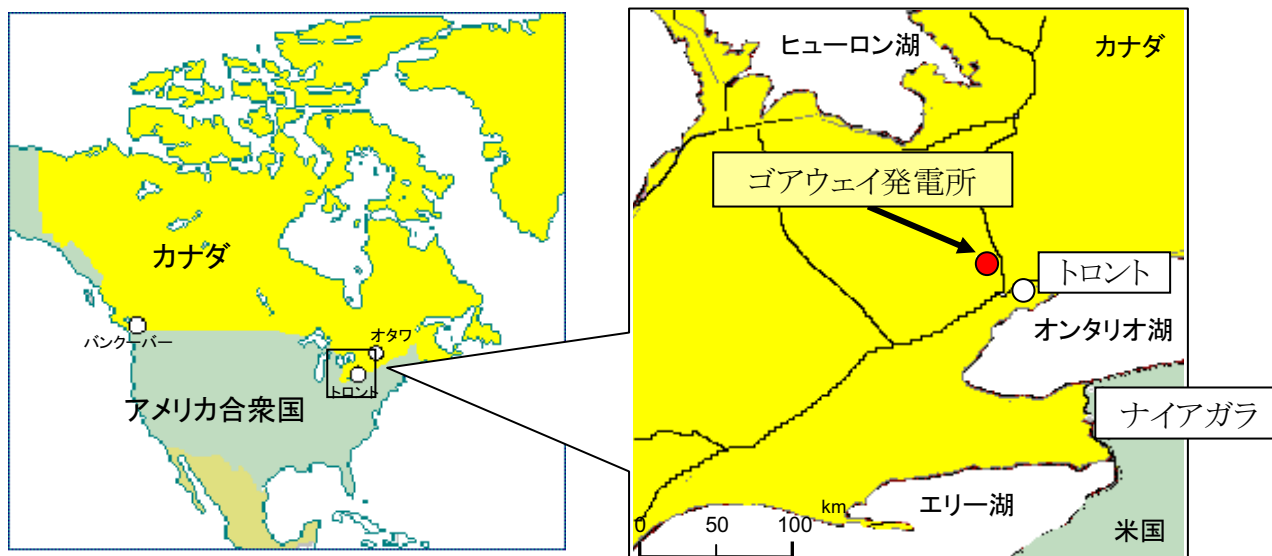 カナダ
バンクーバー
オタワ
トロント
アメリカ合衆国
ヒューロン湖
カナダ
ゴアウェイ発電所
トロント
オンタリオ湖
ナイアガラ
エリー湖
米国
0 50 100 km